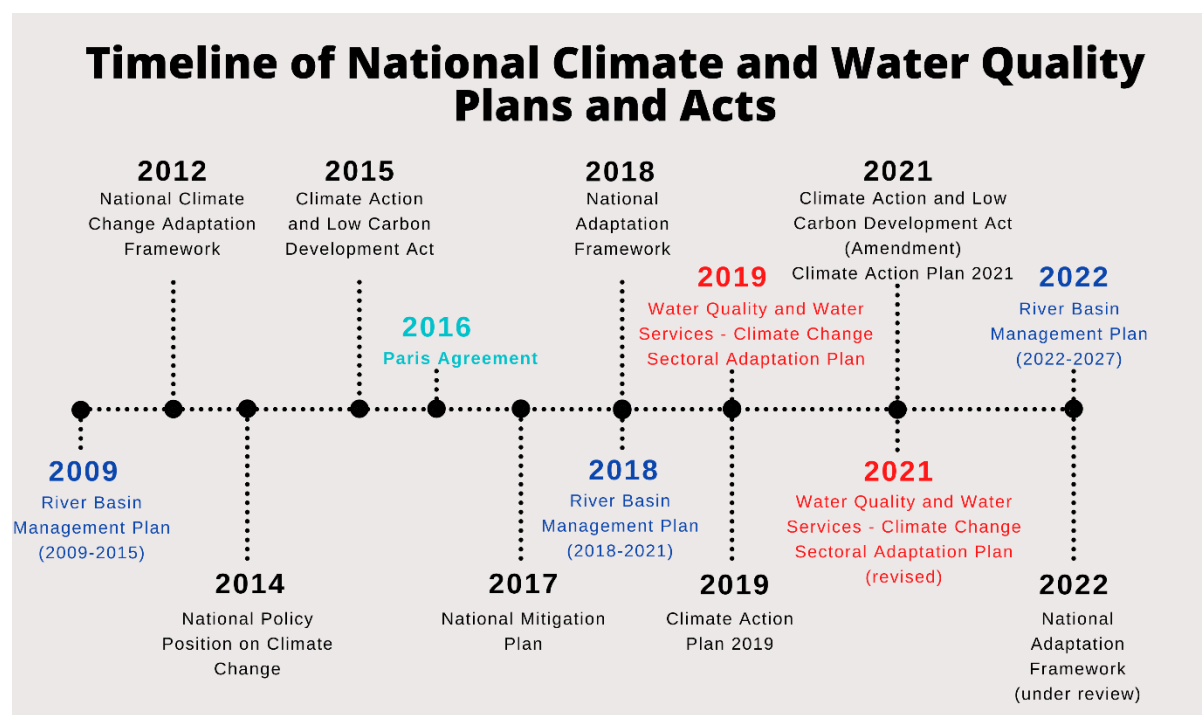 Timeline of National Climate and Water Quality
Plans and Acts
2012
National Climate
Change Adaptation
Framework
2015
Climate Action
and Low Carbon
Development Act
2016
Paris Agreement
2018
National
Adaptation
Framework
2019
Water Quality and Water
Services - Climate Change
Sectoral Adaptation Plan
2021
Climate Action and Low
Carbon Development Act
(Amendment)
Climate Action Plan 2021
2022
River Basin
Management Plan
(2022-2027)
2009
River Basin
Management Plan
(2009-2015)
2014
National Policy
Position on Climate
Change
2017
National Mitigation
Plan
2018
River Basin
Management Plan
(2018-2021)
2019
Climate Action
Plan 2019
2021
Water Quality and Water
Services - Climate Change
Sectoral Adaptation Plan
(revised)
2022
National
Adaptation
Framework
(under review)